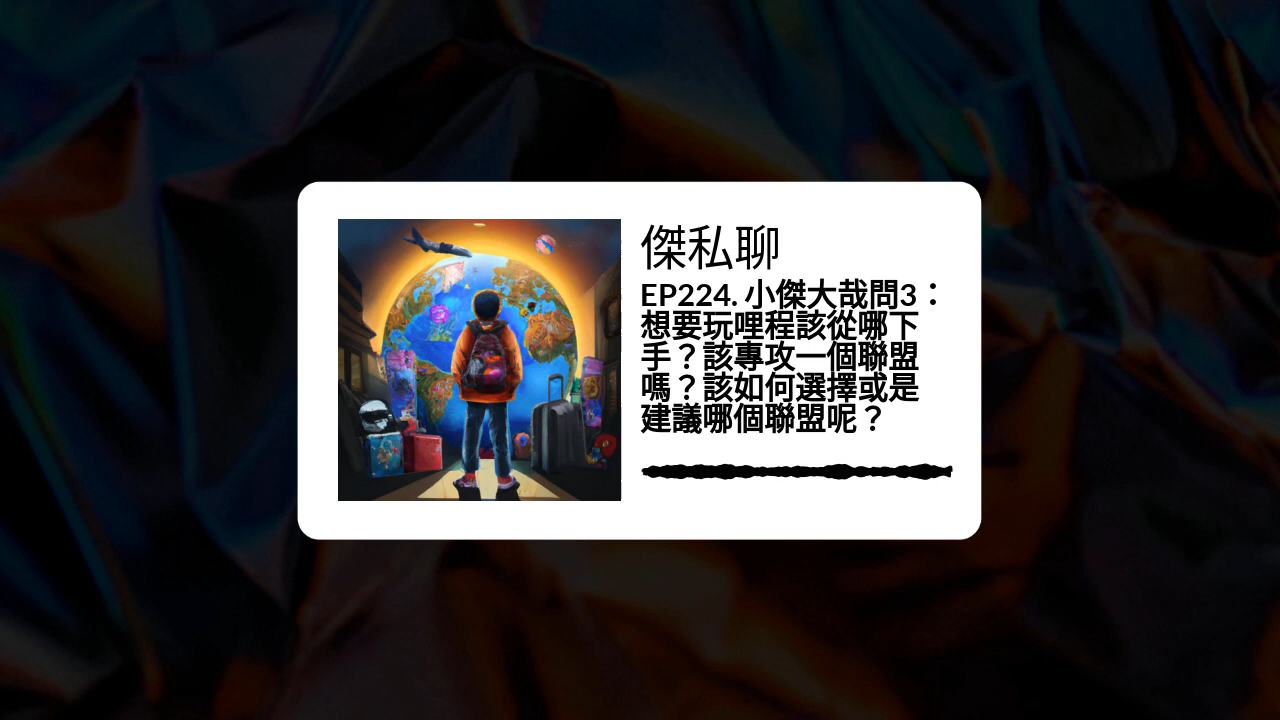 傑私聊
EP224. 小傑大哉問3：
想要玩哩程該從哪下
手？該專攻一個聯盟
嗎？該如何選擇或是
建議哪個聯盟呢？